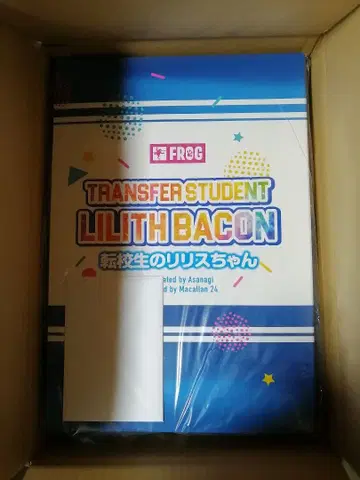 FROG
TRANSFER STUDENT
LILITH BACON
転校生のリリスちゃん
by Asanagi
by Macallan 24